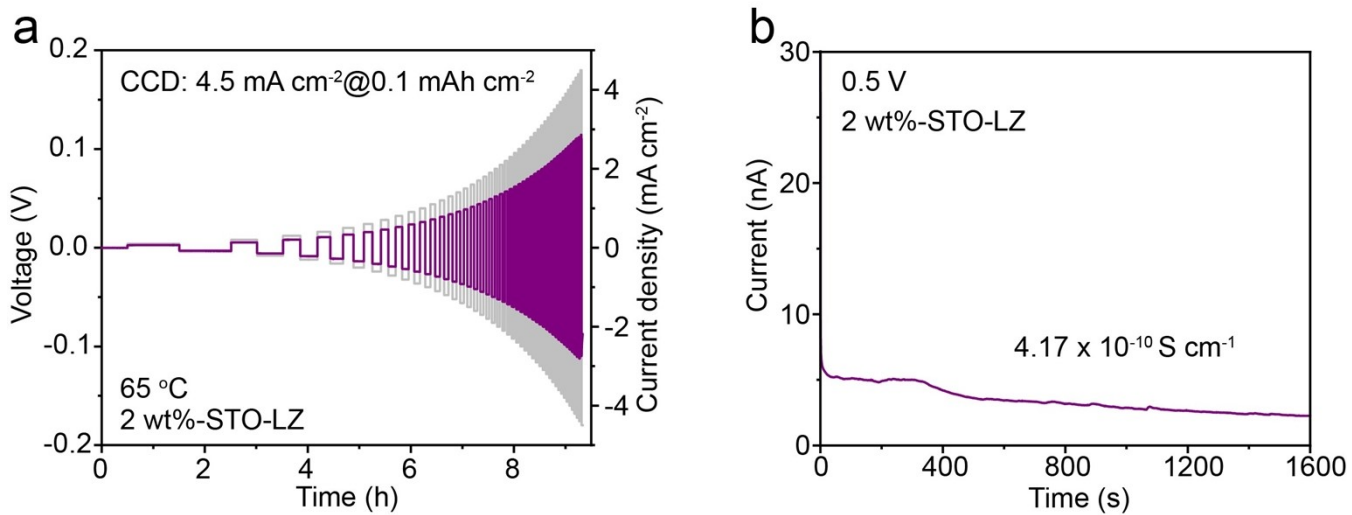 a
CCD: 4.5 mA cm⁻²@0.1 mAh cm⁻²
Voltage (V)
0.2
0.1
0.0
-0.1
-0.2
65 °C
2 wt%-STO-LZ
0
2
4
6
8
Time (h)
4
2
0
-2
-4
Current density (mA cm⁻²)
b
0.5 V
2 wt%-STO-LZ
Current (nA)
30
20
10
0
4.17 x 10⁻¹⁰ S cm⁻¹
0
400
800
1200
1600
Time (s)